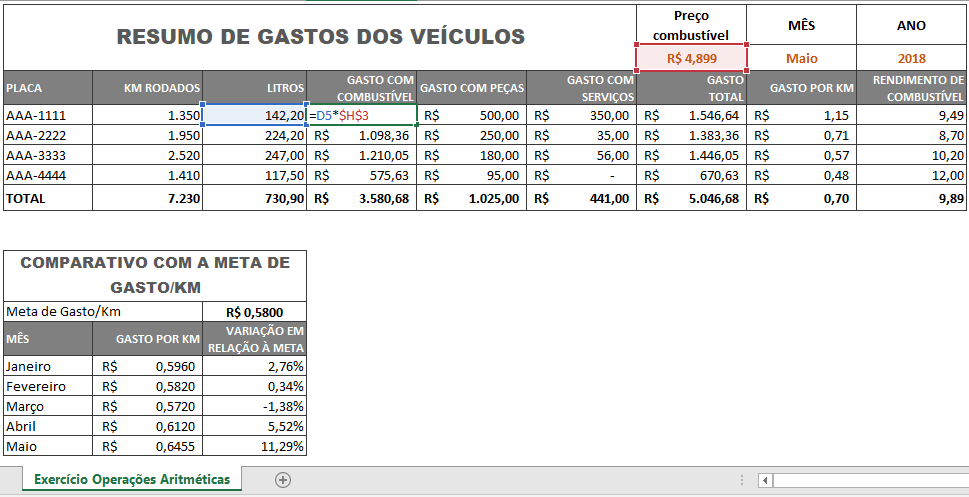 RESUMO DE GASTOS DOS VEÍCULOS
Preço
combustível
MÊS
ANO
R$ 4,899
Maio
2018
PLACA
KM RODADOS
LITROS
GASTO COM
COMBUSTÍVEL
GASTO COM PEÇAS
GASTO COM
SERVIÇOS
GASTO
TOTAL
GASTO POR KM
RENDIMENTO DE
COMBUSTÍVEL
AAA-1111 1.350 142,20 =D5*$H$3 R$ 500,00 R$ 350,00 R$ 1.546,64 R$ 1,15 9,49
AAA-2222 1.950 224,20 R$ 1.098,36 R$ 250,00 R$ 35,00 R$ 1.383,36 R$ 0,71 8,70
AAA-3333 2.520 247,00 R$ 1.210,05 R$ 180,00 R$ 56,00 R$ 1.446,05 R$ 0,57 10,20
AAA-4444 1.410 117,50 R$ 575,63 R$ 95,00 R$ - R$ 670,63 R$ 0,48 12,00
TOTAL 7.230 730,90 R$ 3.580,68 R$ 1.025,00 R$ 441,00 R$ 5.046,68 R$ 0,70 9,89
COMPARATIVO COM A META DE
GASTO/KM
Meta de Gasto/Km R$ 0,5800
MÊS
GASTO POR KM
VARIAÇÃO EM
RELAÇÃO À META
Janeiro R$ 0,5960 2,76%
Fevereiro R$ 0,5820 0,34%
Março R$ 0,5720 -1,38%
Abril R$ 0,6120 5,52%
Maio R$ 0,6455 11,29%
Exercício Operações Aritméticas